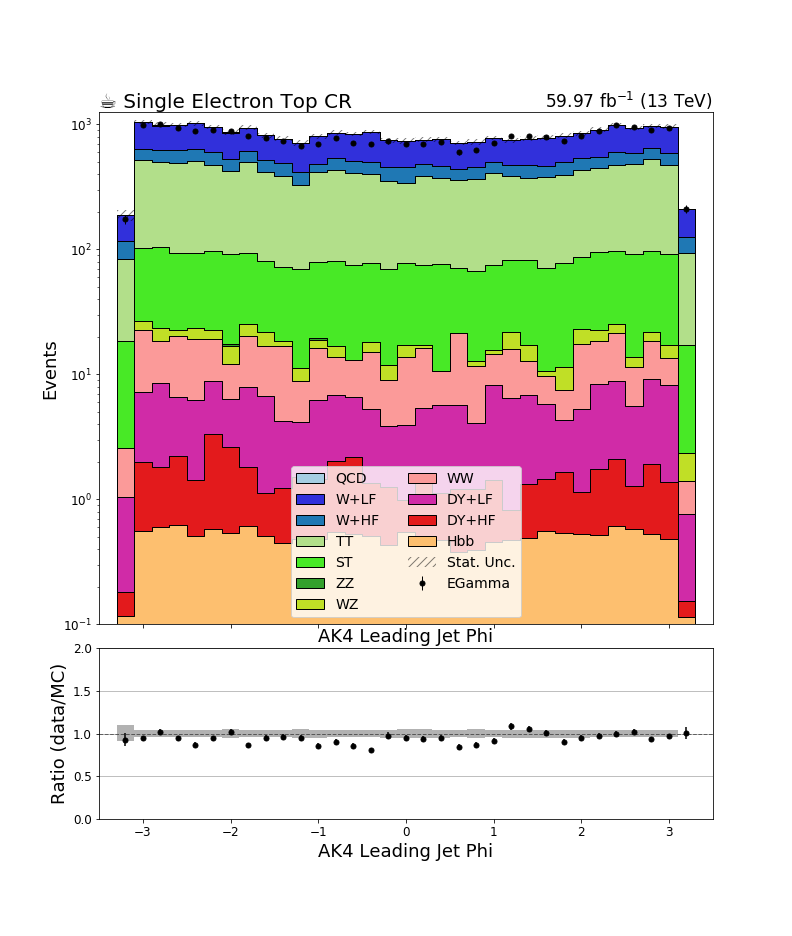 ☕ Single Electron Top CR 59.97 fb⁻¹ (13 TeV)
10³
10²
10¹
10⁰
10⁻¹
Events
QCD WW
W+LF DY+LF
W+HF DY+HF
TT Hbb
ST Stat. Unc.
ZZ EGamma
WZ
AK4 Leading Jet Phi
2.0
1.5
1.0
0.5
0.0
Ratio (data/MC)
−3 −2 −1 0 1 2 3
AK4 Leading Jet Phi